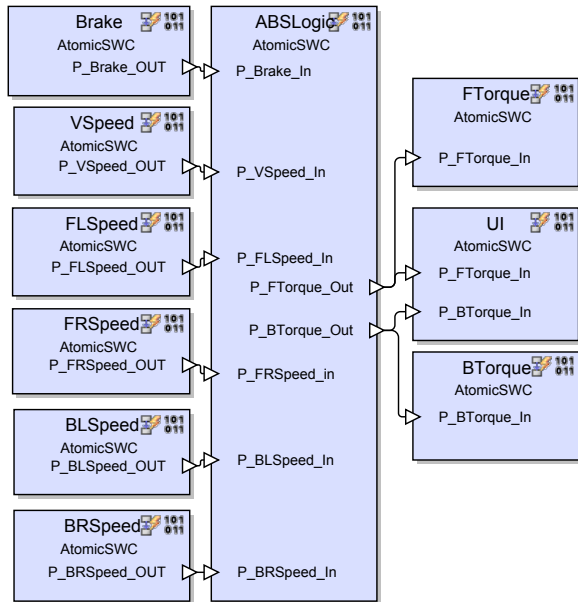 Brake
AtomicSWC
P_Brake_OUT
VSpeed
AtomicSWC
P_VSpeed_OUT
FLSpeed
AtomicSWC
P_FLSpeed_OUT
FRSpeed
AtomicSWC
P_FRSpeed_OUT
BLSpeed
AtomicSWC
P_BLSpeed_OUT
BRSpeed
AtomicSWC
P_BRSpeed_OUT
ABSLogic
AtomicSWC
P_Brake_In
P_VSpeed_In
P_FLSpeed_In
P_FTorque_Out
P_BTorque_Out
P_FRSpeed_in
P_BLSpeed_In
P_BRSpeed_In
FTorque
AtomicSWC
P_FTorque_In
UI
AtomicSWC
P_FTorque_In
P_BTorque_In
BTorque
AtomicSWC
P_BTorque_In
101
011
101
011
101
011
101
011
101
011
101
011
101
011
101
011
101
011
101
011